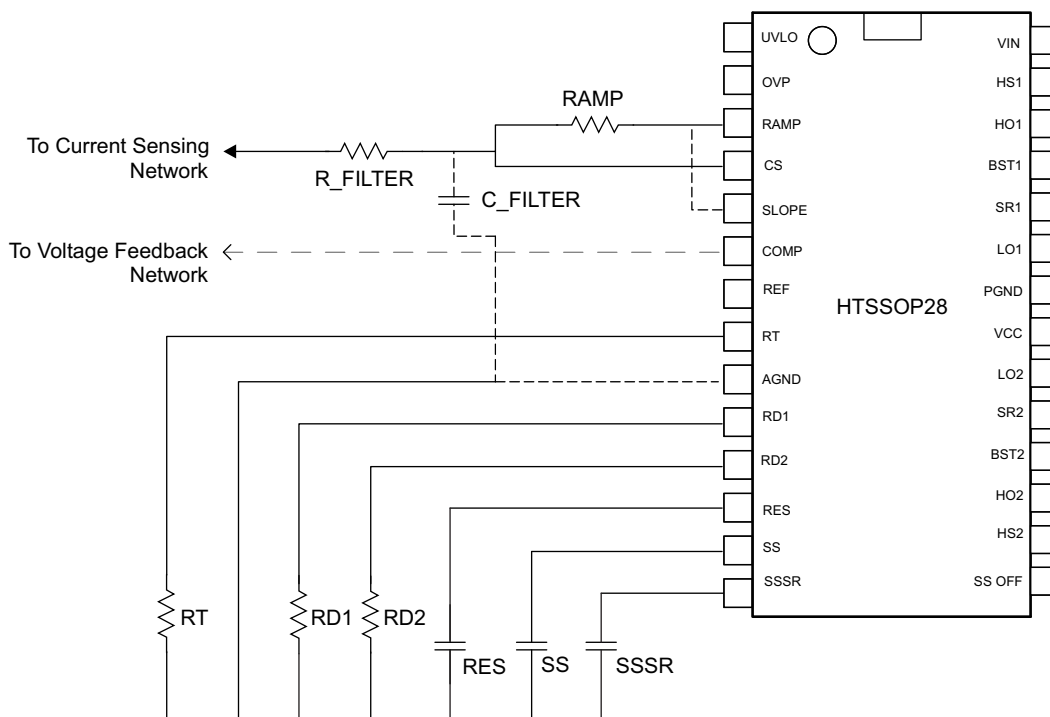 UVLO
VIN
OVP
HS1
RAMP
RAMP
HO1
To Current Sensing
Network
R_FILTER
CS
BST1
C_FILTER
SLOPE
SR1
To Voltage Feedback
Network
COMP
LO1
REF
PGND
HTSSOP28
RT
VCC
AGND
LO2
RD1
SR2
RD2
BST2
RES
HO2
SS
HS2
SSSR
SS OFF
RT
RD1
RD2
RES
SS
SSSR